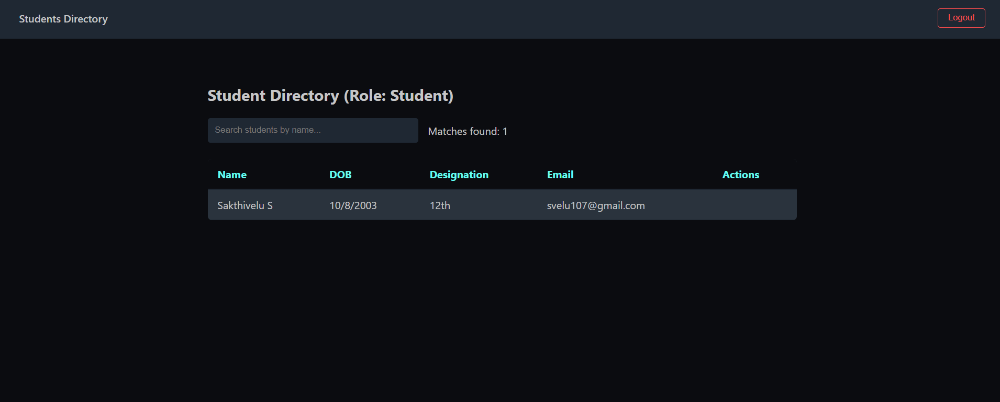 Students Directory
Logout
Student Directory (Role: Student)
Search students by name...
Matches found: 1
Name DOB Designation Email Actions
Sakthivelu S 10/8/2003 12th svelu107@gmail.com